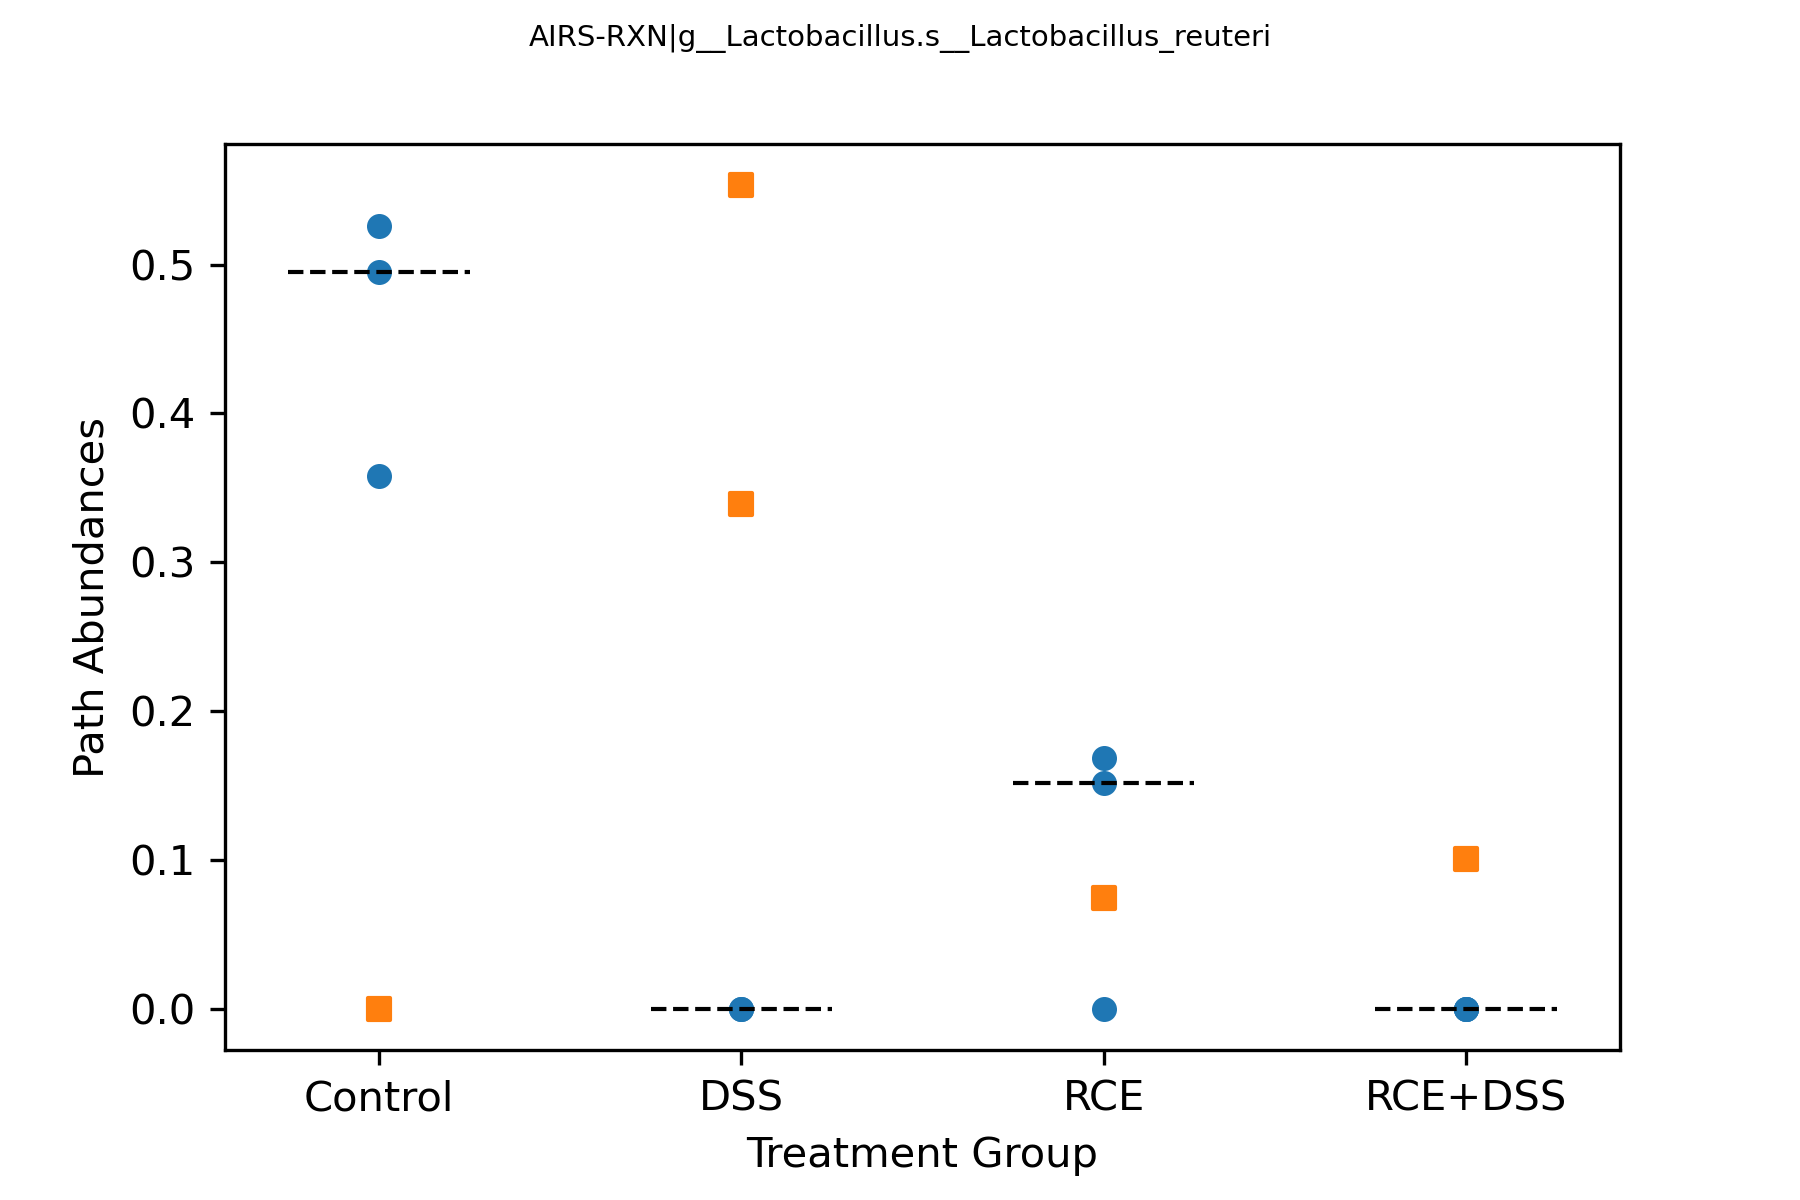 AIRS-RXN|g__Lactobacillus.s__Lactobacillus_reuteri
Path Abundances
0.5
0.4
0.3
0.2
0.1
0.0
Control DSS RCE RCE+DSS
Treatment Group